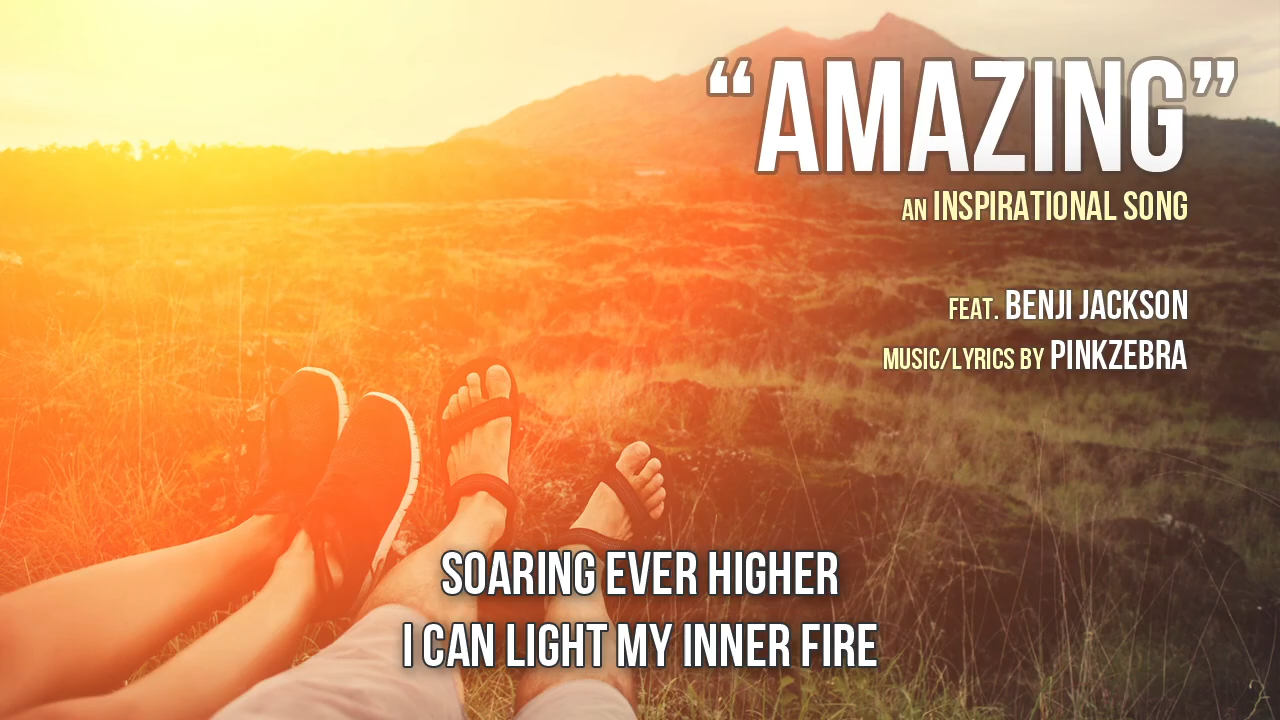 “AMAZING”
AN INSPIRATIONAL SONG
FEAT. BENJI JACKSON
MUSIC/LYRICS BY PINKZEBRA
SOARING EVER HIGHER
I CAN LIGHT MY INNER FIRE